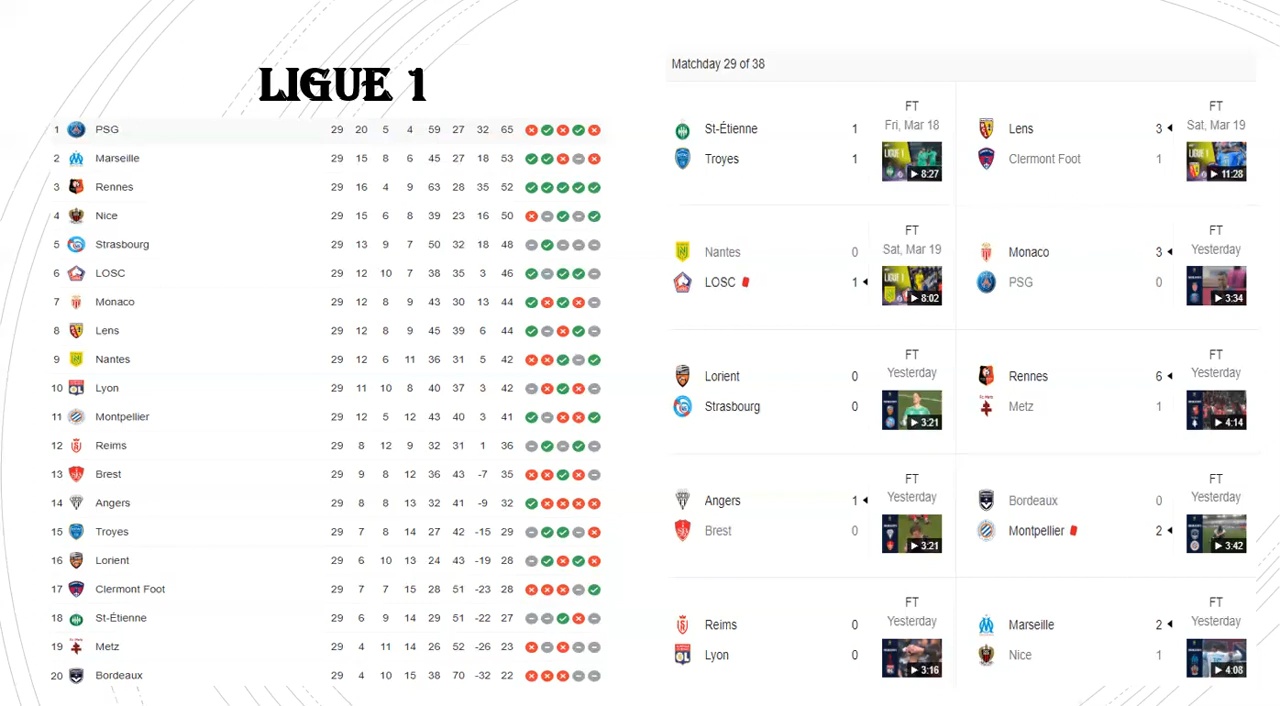 LIGUE 1
1 PSG 29 20 5 4 59 27 32 65
2 Marseille 29 15 8 6 45 27 18 53
3 Rennes 29 16 4 9 63 28 35 52
4 Nice 29 15 6 8 39 23 16 50
5 Strasbourg 29 13 9 7 50 32 18 48
6 LOSC 29 12 10 7 38 35 3 46
7 Monaco 29 12 8 9 43 30 13 44
8 Lens 29 12 8 9 45 39 6 44
9 Nantes 29 12 6 11 36 31 5 42
10 Lyon 29 11 10 8 40 37 3 42
11 Montpellier 29 12 5 12 43 40 3 41
12 Reims 29 8 12 9 32 31 1 36
13 Brest 29 9 8 12 36 43 -7 35
14 Angers 29 8 8 13 32 41 -9 32
15 Troyes 29 7 8 14 27 42 -15 29
16 Lorient 29 6 10 13 24 43 -19 28
17 Clermont Foot 29 7 7 15 28 51 -23 28
18 St-Étienne 29 6 9 14 29 51 -22 27
19 Metz 29 4 11 14 26 52 -26 23
20 Bordeaux 29 4 10 15 38 70 -32 22
Matchday 29 of 38
FT
St-Étienne 1 Fri, Mar 18
Troyes 1
8:27
FT
Lens 3 Sat, Mar 19
Clermont Foot 1
11:28
FT
Nantes 0 Sat, Mar 19
LOSC 1
8:02
FT
Monaco 3 Yesterday
PSG 0
3:34
FT
Lorient 0 Yesterday
Strasbourg 0
3:21
FT
Rennes 6 Yesterday
Metz 1
4:14
FT
Angers 1 Yesterday
Brest 0
3:21
FT
Bordeaux 0 Yesterday
Montpellier 2
3:42
FT
Reims 0 Yesterday
Lyon 0
3:16
FT
Marseille 2 Yesterday
Nice 1
4:08